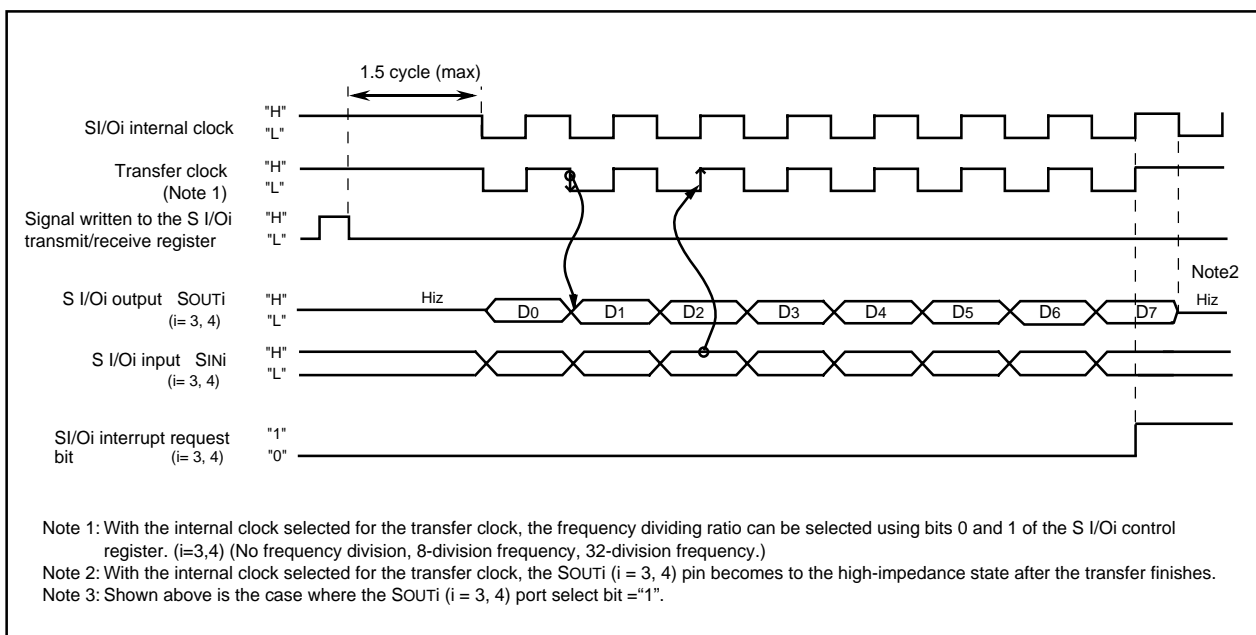 1.5 cycle (max)
SI/Oi internal clock
"H"
"L"
Transfer clock
(Note 1)
"H"
"L"
Signal written to the S I/Oi
transmit/receive register
"H"
"L"
Note2
S I/Oi output SOUTi
(i= 3, 4)
"H"
"L"
Hiz
D0
D1
D2
D3
D4
D5
D6
D7
Hiz
S I/Oi input SINi
(i= 3, 4)
"H"
"L"
SI/Oi interrupt request
bit (i= 3, 4)
"1"
"0"
Note 1: With the internal clock selected for the transfer clock, the frequency dividing ratio can be selected using bits 0 and 1 of the S I/Oi control
register. (i=3,4) (No frequency division, 8-division frequency, 32-division frequency.)
Note 2: With the internal clock selected for the transfer clock, the SOUTi (i = 3, 4) pin becomes to the high-impedance state after the transfer finishes.
Note 3: Shown above is the case where the SOUTi (i = 3, 4) port select bit =“1”.